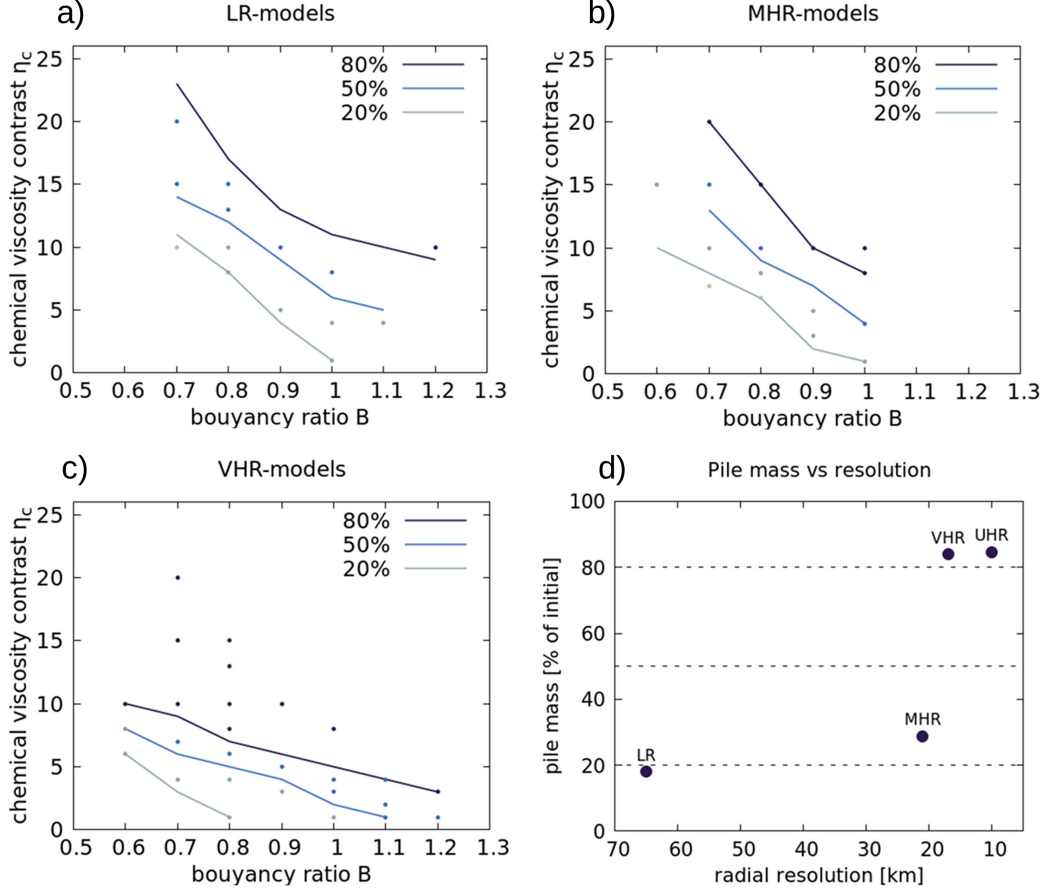 a)
LR-models
chemical viscosity contrast ηc
25
20
15
10
5
0
80%
50%
20%
0.5 0.6 0.7 0.8 0.9 1 1.1 1.2 1.3
bouyancy ratio B
b)
MHR-models
chemical viscosity contrast ηc
25
20
15
10
5
0
80%
50%
20%
0.5 0.6 0.7 0.8 0.9 1 1.1 1.2 1.3
bouyancy ratio B
c)
VHR-models
chemical viscosity contrast ηc
25
20
15
10
5
0
80%
50%
20%
0.5 0.6 0.7 0.8 0.9 1 1.1 1.2 1.3
bouyancy ratio B
d)
Pile mass vs resolution
pile mass [% of initial]
100
80
60
40
20
0
VHR UHR
MHR
LR
70 60 50 40 30 20 10
radial resolution [km]